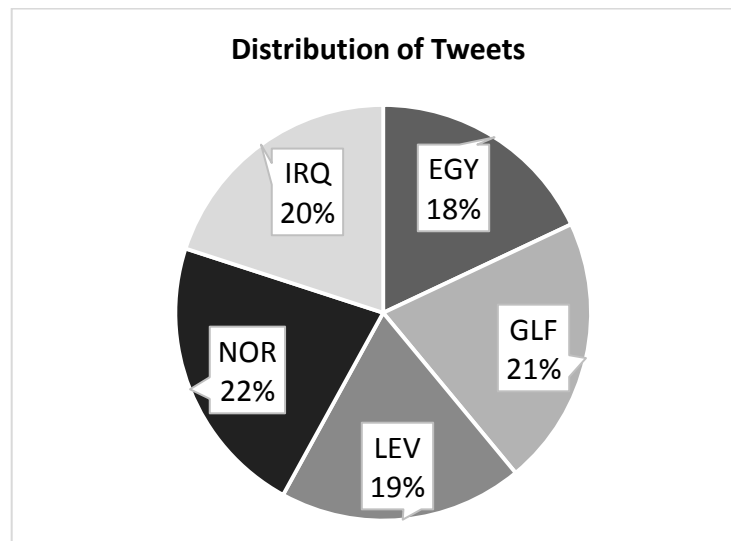 Distribution of Tweets
EGY
18%
GLF
21%
LEV
19%
NOR
22%
IRQ
20%